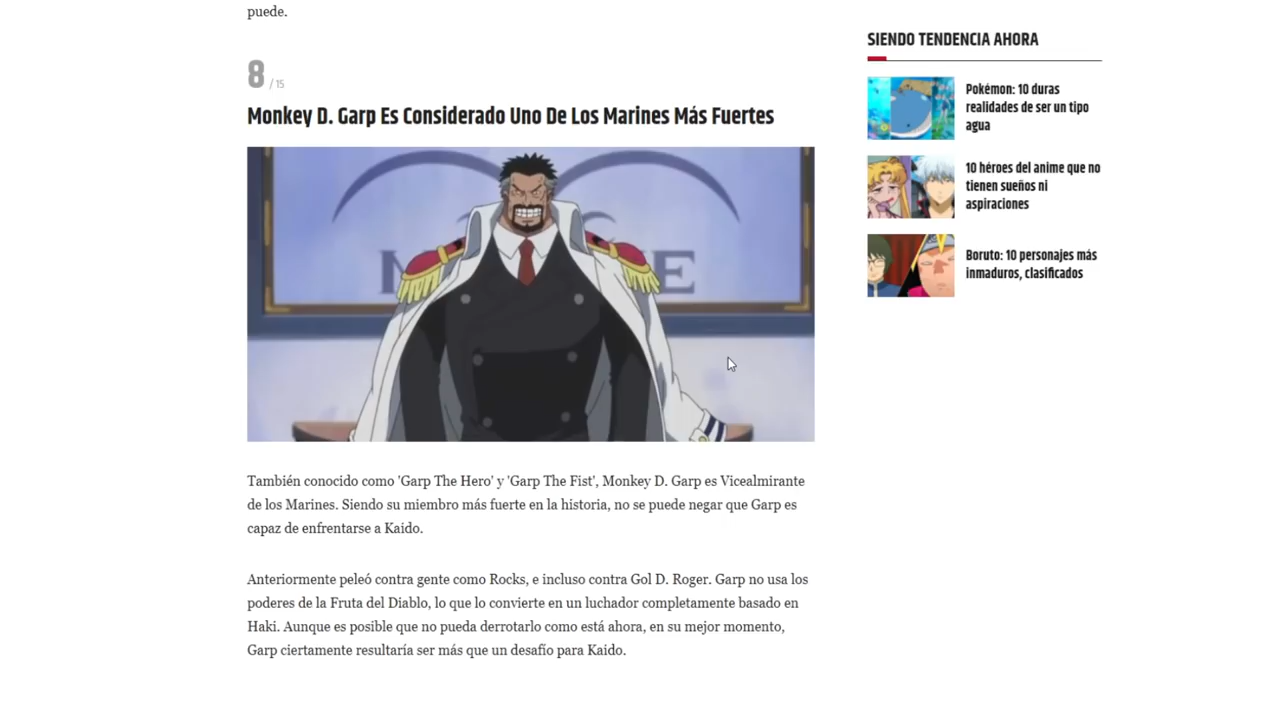 puede.
8 / 15
Monkey D. Garp Es Considerado Uno De Los Marines Más Fuertes
También conocido como 'Garp The Hero' y 'Garp The Fist', Monkey D. Garp es Vicealmirante
de los Marines. Siendo su miembro más fuerte en la historia, no se puede negar que Garp es
capaz de enfrentarse a Kaido.
Anteriormente peleó contra gente como Rocks, e incluso contra Gol D. Roger. Garp no usa los
poderes de la Fruta del Diablo, lo que lo convierte en un luchador completamente basado en
Haki. Aunque es posible que no pueda derrotarlo como está ahora, en su mejor momento,
Garp ciertamente resultaría ser más que un desafío para Kaido.
SIENDO TENDENCIA AHORA
Pokémon: 10 duras
realidades de ser un tipo
agua
10 héroes del anime que no
tienen sueños ni
aspiraciones
Boruto: 10 personajes más
inmaduros, clasificados